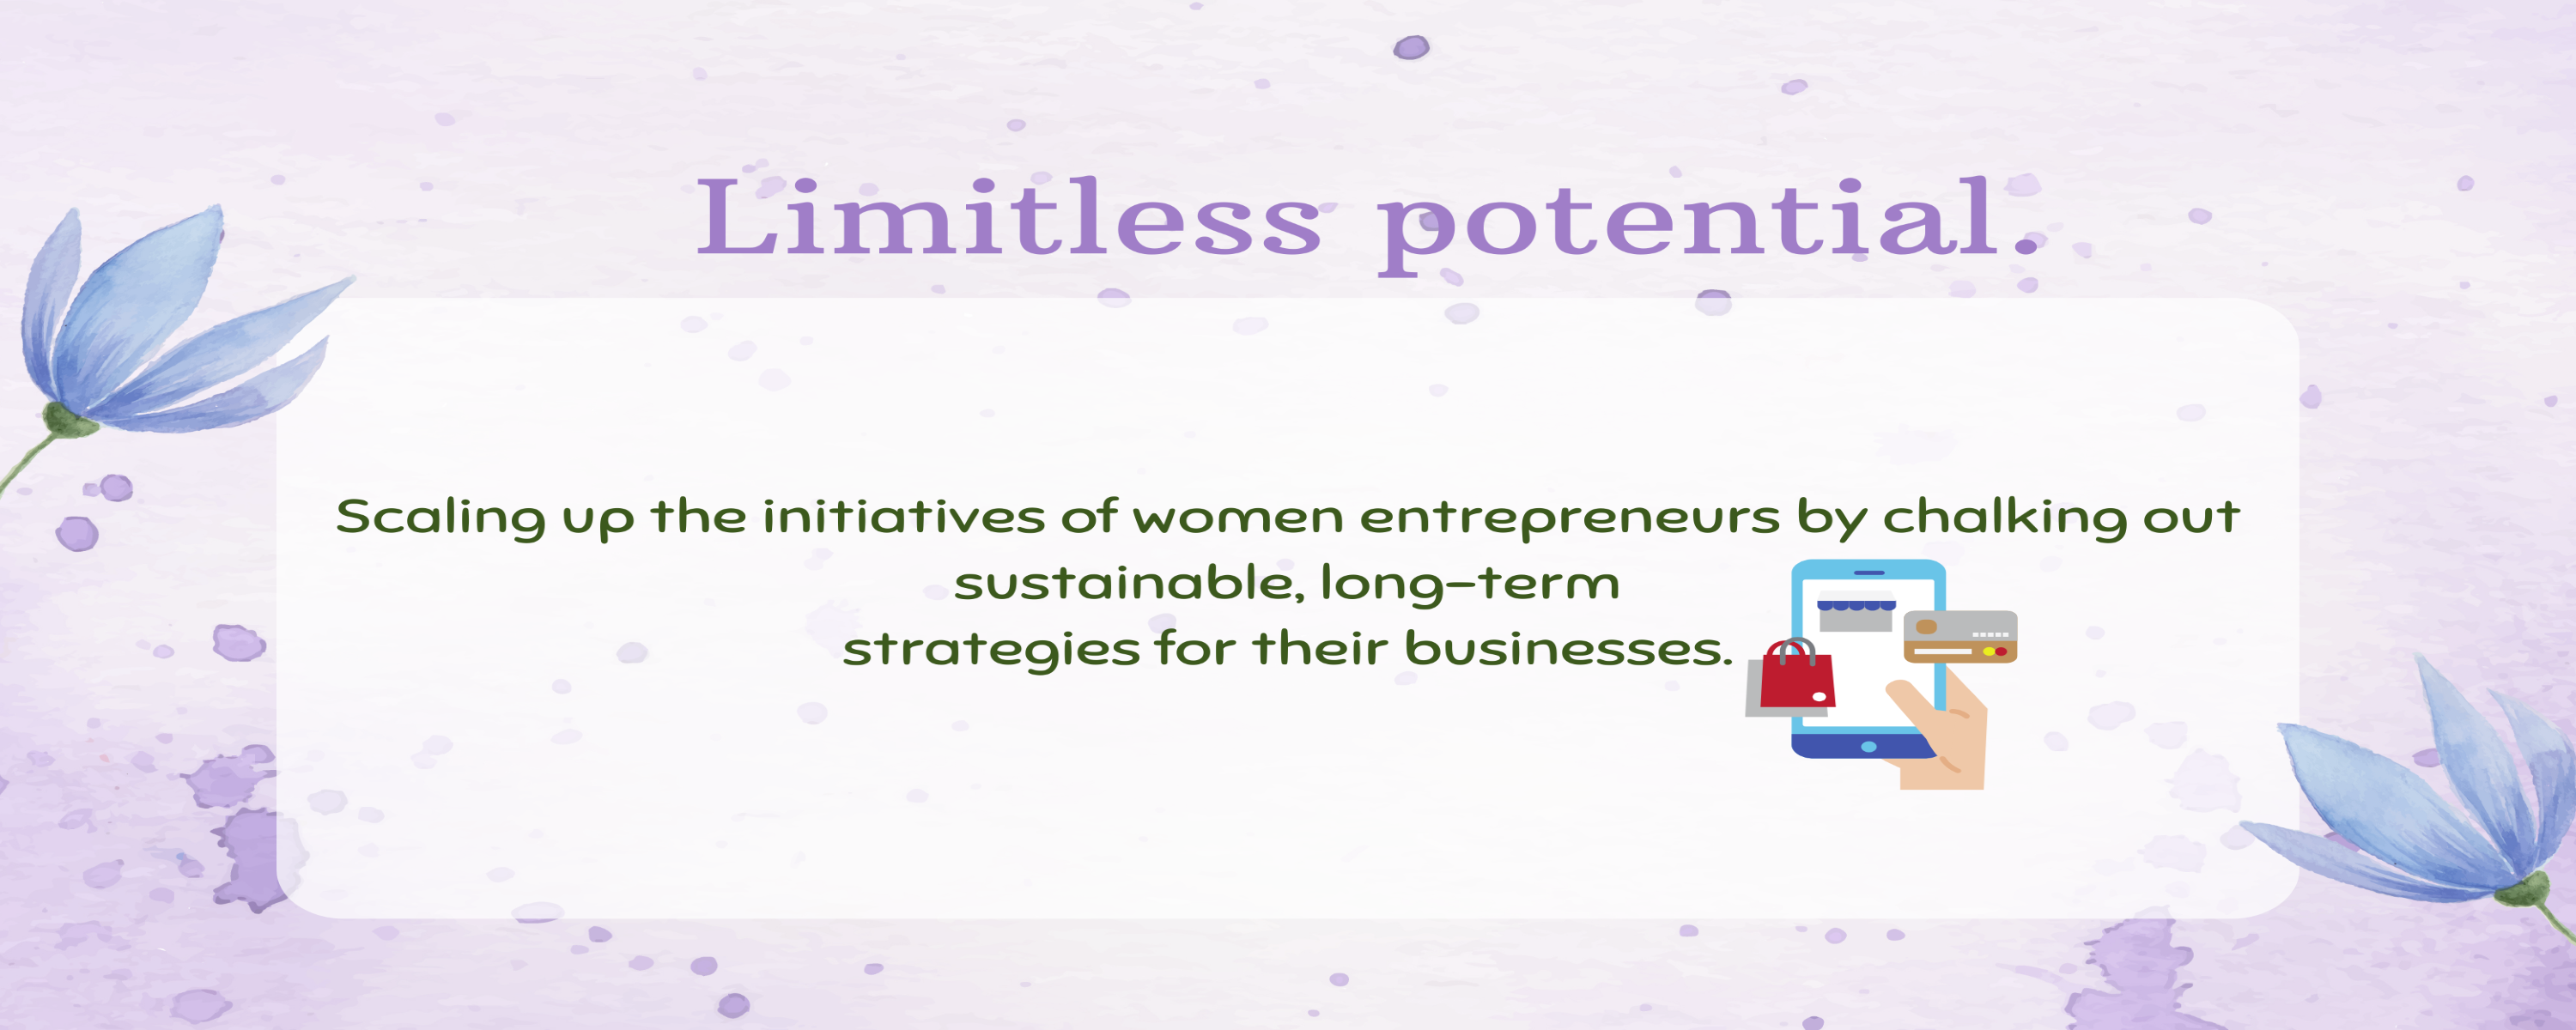 Limitless potential.
Scaling up the initiatives of women entrepreneurs by chalking out
sustainable, long-term
strategies for their businesses.